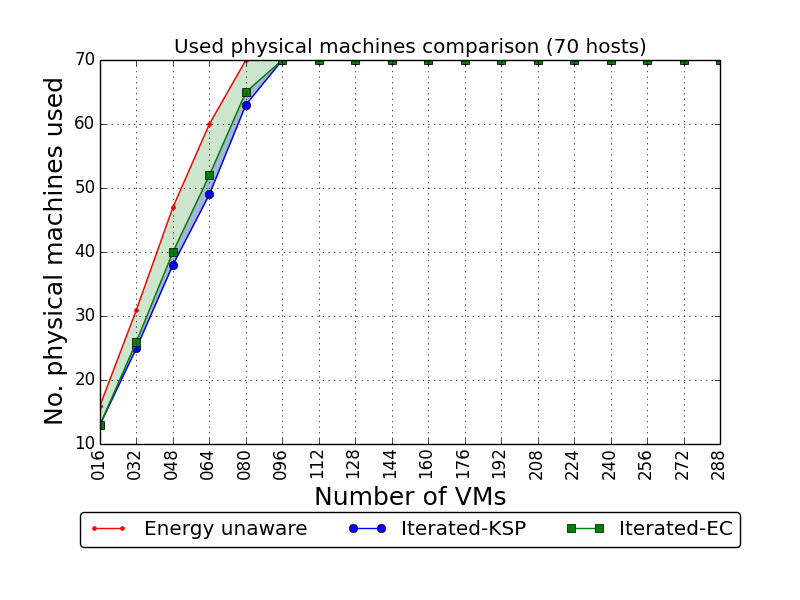 Used physical machines comparison (70 hosts)
No. physical machines used
70
60
50
40
30
20
10
016 032 048 064 080 096 112 128 144 160 176 192 208 224 240 256 272 288
Number of VMs
Energy unaware Iterated-KSP Iterated-EC